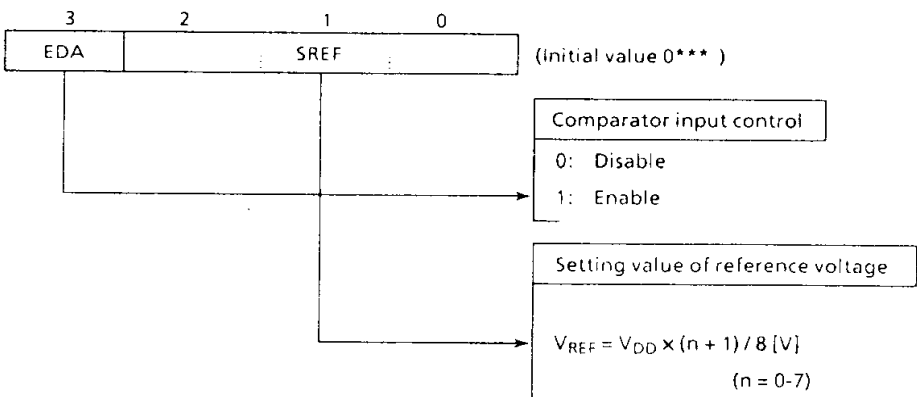 3 2 1 0
EDA SREF (Initial value 0*** )
Comparator input control
0: Disable
1: Enable
Setting value of reference voltage
VREF = VDD × (n + 1) / 8 [V]
(n = 0-7)